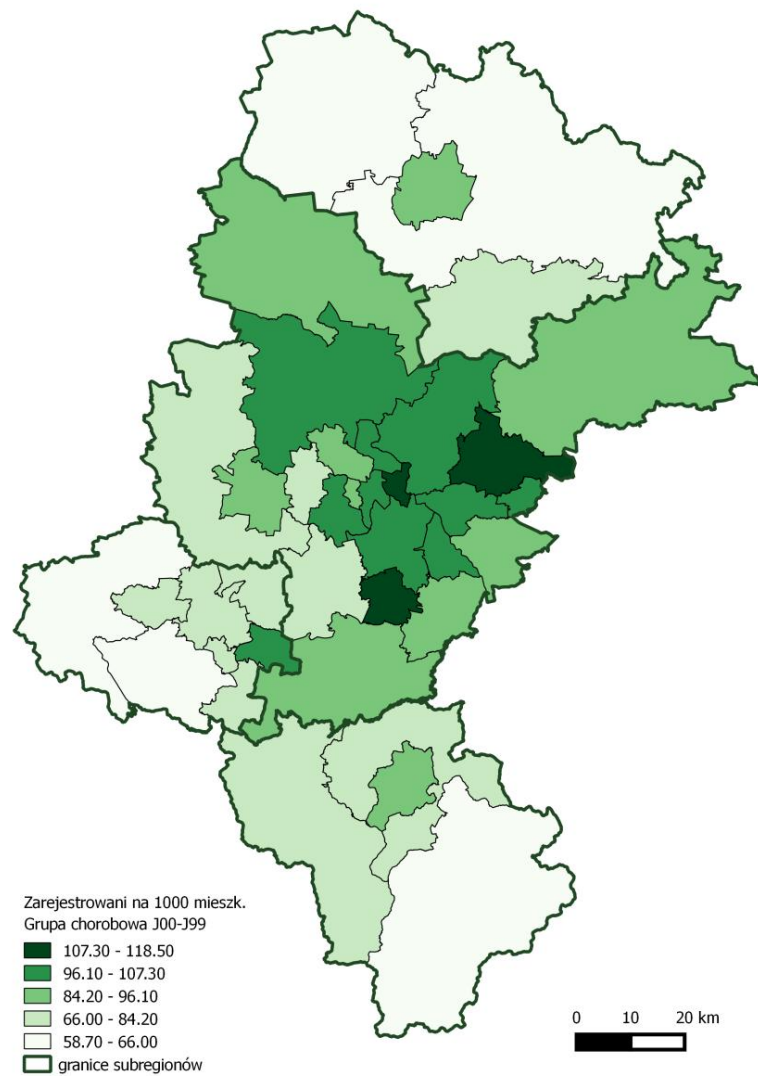 Zarejestrowani na 1000 mieszk.
Grupa chorobowa J00-J99
107.30 - 118.50
96.10 - 107.30
84.20 - 96.10
66.00 - 84.20
58.70 - 66.00
granice subregionów
0 10 20 km